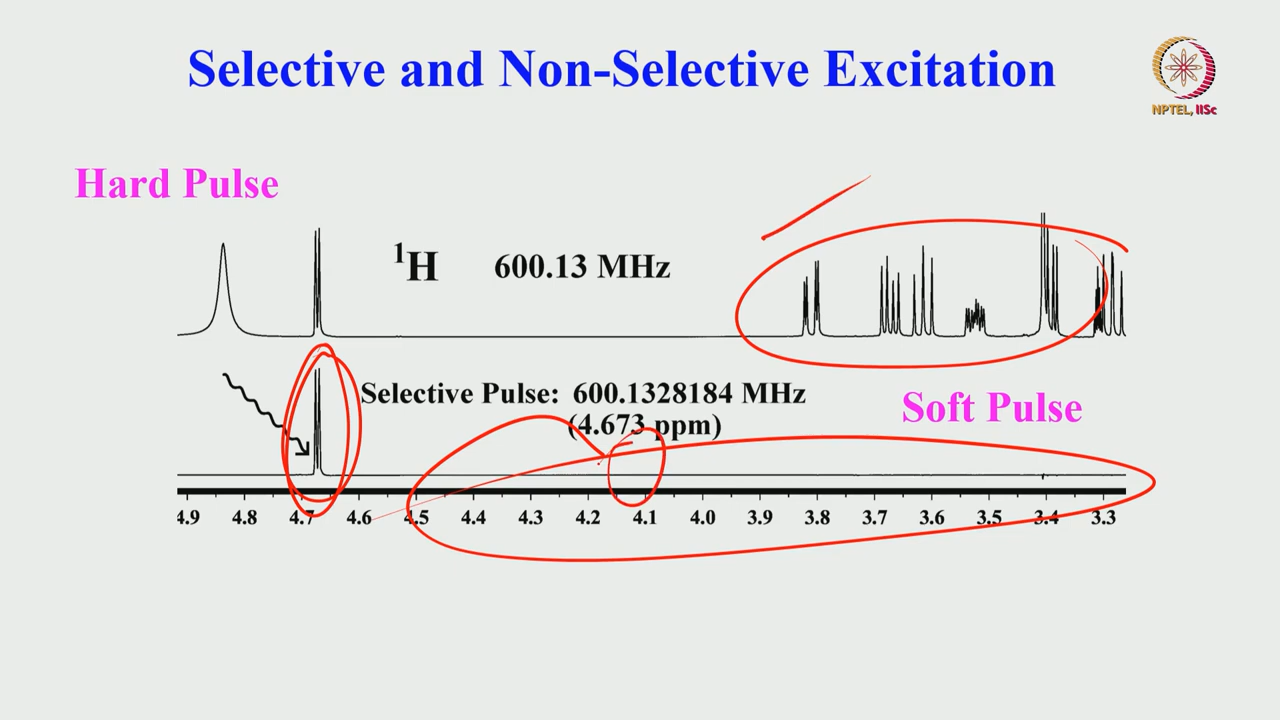 Selective and Non-Selective Excitation
NPTEL, IISc
Hard Pulse
¹H 600.13 MHz
Selective Pulse: 600.1328184 MHz
(4.673 ppm)
Soft Pulse
4.9 4.8 4.7 4.6 4.5 4.4 4.3 4.2 4.1 4.0 3.9 3.8 3.7 3.6 3.5 3.4 3.3